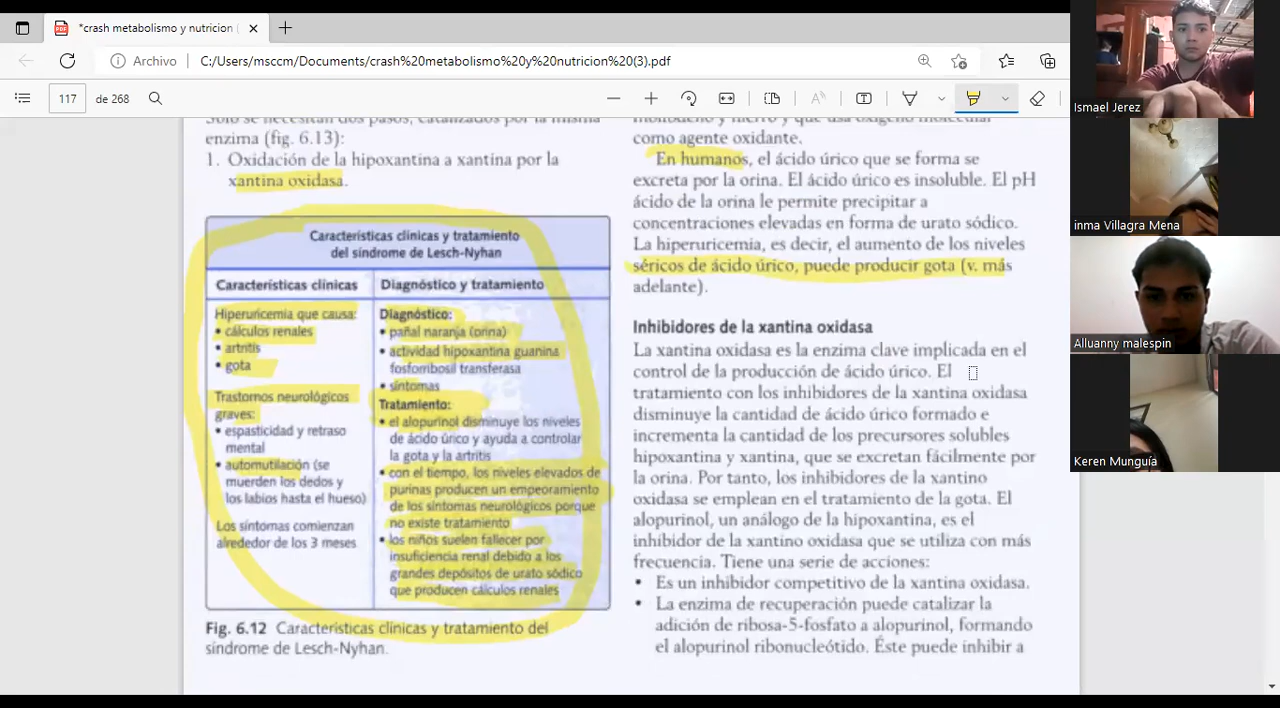 *crash metabolismo y nutricion (
Archivo
C:/Users/msccm/Documents/crash%20metabolismo%20y%20nutricion%20(3).pdf
117
de 268
Sólo se necesitan dos pasos, catalizados por la misma
enzima (fig. 6.13):
1. Oxidación de la hipoxantina a xantina por la
xantina oxidasa.
Características clínicas y tratamiento
del síndrome de Lesch-Nyhan
Características clínicas
Hiperuricemia que causa:
• cálculos renales
• artritis
• gota
Trastornos neurológicos
graves:
• espasticidad y retraso
mental
• automutilación (se
muerden los dedos y
los labios hasta el hueso)
Los síntomas comienzan
alrededor de los 3 meses
Diagnóstico y tratamiento
Diagnóstico:
• pañal naranja (orina)
• actividad hipoxantina guanina
fosforribosil transferasa
• síntomas
Tratamiento:
• el alopurinol disminuye los niveles
de ácido úrico y ayuda a controlar
la gota y la artritis
• con el tiempo, los niveles elevados de
purinas producen un empeoramiento
de los síntomas neurológicos porque
no existe tratamiento
• los niños suelen fallecer por
insuficiencia renal debido a los
grandes depósitos de urato sódico
que producen cálculos renales
Fig. 6.12 Características clínicas y tratamiento del
síndrome de Lesch-Nyhan.
molibdeno y hierro y que usa oxígeno molecular
como agente oxidante.
En humanos, el ácido úrico que se forma se
excreta por la orina. El ácido úrico es insoluble. El pH
ácido de la orina le permite precipitar a
concentraciones elevadas en forma de urato sódico.
La hiperuricemia, es decir, el aumento de los niveles
séricos de ácido úrico, puede producir gota (v. más
adelante).
Inhibidores de la xantina oxidasa
La xantina oxidasa es la enzima clave implicada en el
control de la producción de ácido úrico. El
tratamiento con los inhibidores de la xantina oxidasa
disminuye la cantidad de ácido úrico formado e
incrementa la cantidad de los precursores solubles
hipoxantina y xantina, que se excretan fácilmente por
la orina. Por tanto, los inhibidores de la xantino
oxidasa se emplean en el tratamiento de la gota. El
alopurinol, un análogo de la hipoxantina, es el
inhibidor de la xantino oxidasa que se utiliza con más
frecuencia. Tiene una serie de acciones:
• Es un inhibidor competitivo de la xantina oxidasa.
• La enzima de recuperación puede catalizar la
adición de ribosa-5-fosfato a alopurinol, formando
el alopurinol ribonucleótido. Éste puede inhibir a
Ismael Jerez
inma Villagra Mena
Alluanny malespin
Keren Munguía